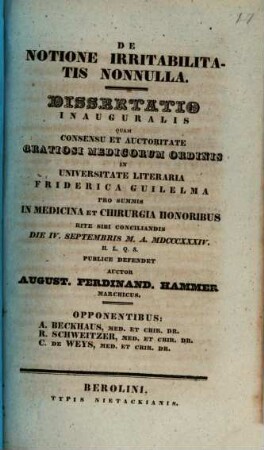 DE
NOTIONE IRRITABILITA-
TIS NONNULLA.
DISSERTATIO
INAUGURALIS
QUAM
CONSENSU ET AUCTORITATE
GRATIOSI MEDICORUM ORDINIS
IN
UNIVERSITATE LITERARIA
FRIDERICA GUILELMA
PRO SUMMIS
IN MEDICINA ET CHIRURGIA HONORIBUS
RITE SIBI CONCILIANDIS
DIE IV. SEPTEMBRIS M. A. MDCCCXXXIV.
H. L. Q. S.
PUBLICE DEFENDET
AUCTOR
AUGUST. FERDINAND. HAMMER
MARCHICUS.
OPPONENTIBUS:
A. BECKHAUS, MED. ET CHIR. DR.
R. SCHWEITZER, MED. ET CHIR. DR.
C. DE WEYS, MED. ET CHIR. DR.
BEROLINI,
TYPIS NIETACKIANIS.